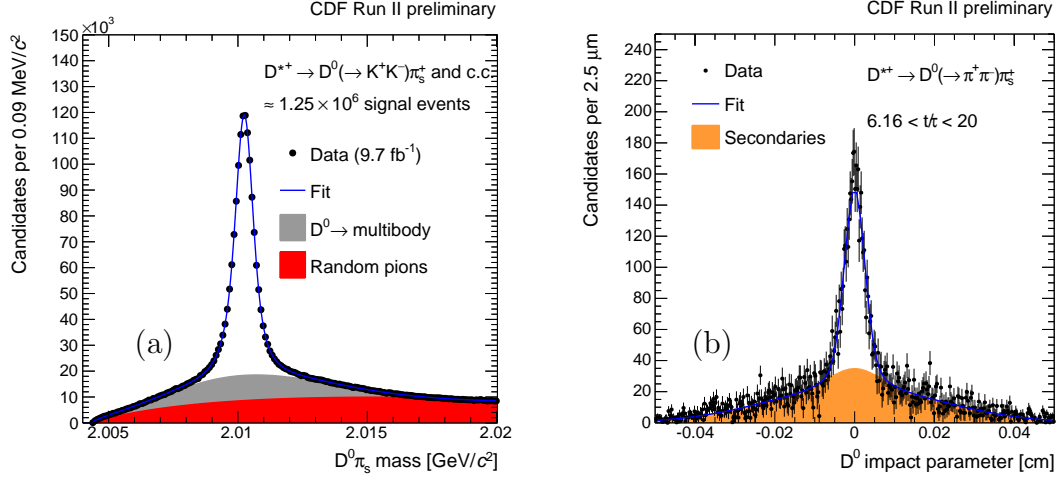 CDF Run II preliminary
×10³
Candidates per 0.09 MeV/c²
150
140
130
120
110
100
90
80
70
60
50
40
30
20
10
0
D*⁺ → D⁰(→ K⁺K⁻)πₛ⁺ and c.c
≈ 1.25 × 10⁶ signal events
Data (9.7 fb⁻¹)
Fit
D⁰→ multibody
Random pions
(a)
2.005 2.01 2.015 2.02
D⁰πₛ mass [GeV/c²]
CDF Run II preliminary
Candidates per 2.5 μm
240
220
200
180
160
140
120
100
80
60
40
20
0
Data
Fit
Secondaries
D*⁺ → D⁰(→ π⁺π⁻)πₛ⁺
6.16 < t/τ < 20
(b)
-0.04 -0.02 0 0.02 0.04
D⁰ impact parameter [cm]